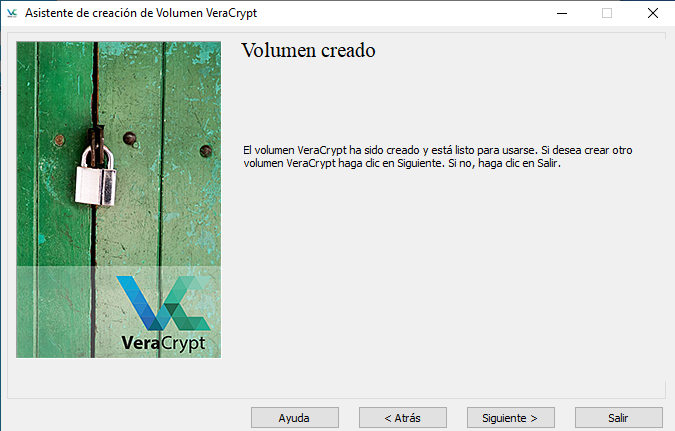 Asistente de creación de Volumen VeraCrypt
Volumen creado
El volumen VeraCrypt ha sido creado y está listo para usarse. Si desea crear otro
volumen VeraCrypt haga clic en Siguiente. Si no, haga clic en Salir.
VeraCrypt
Ayuda
< Atrás
Siguiente >
Salir